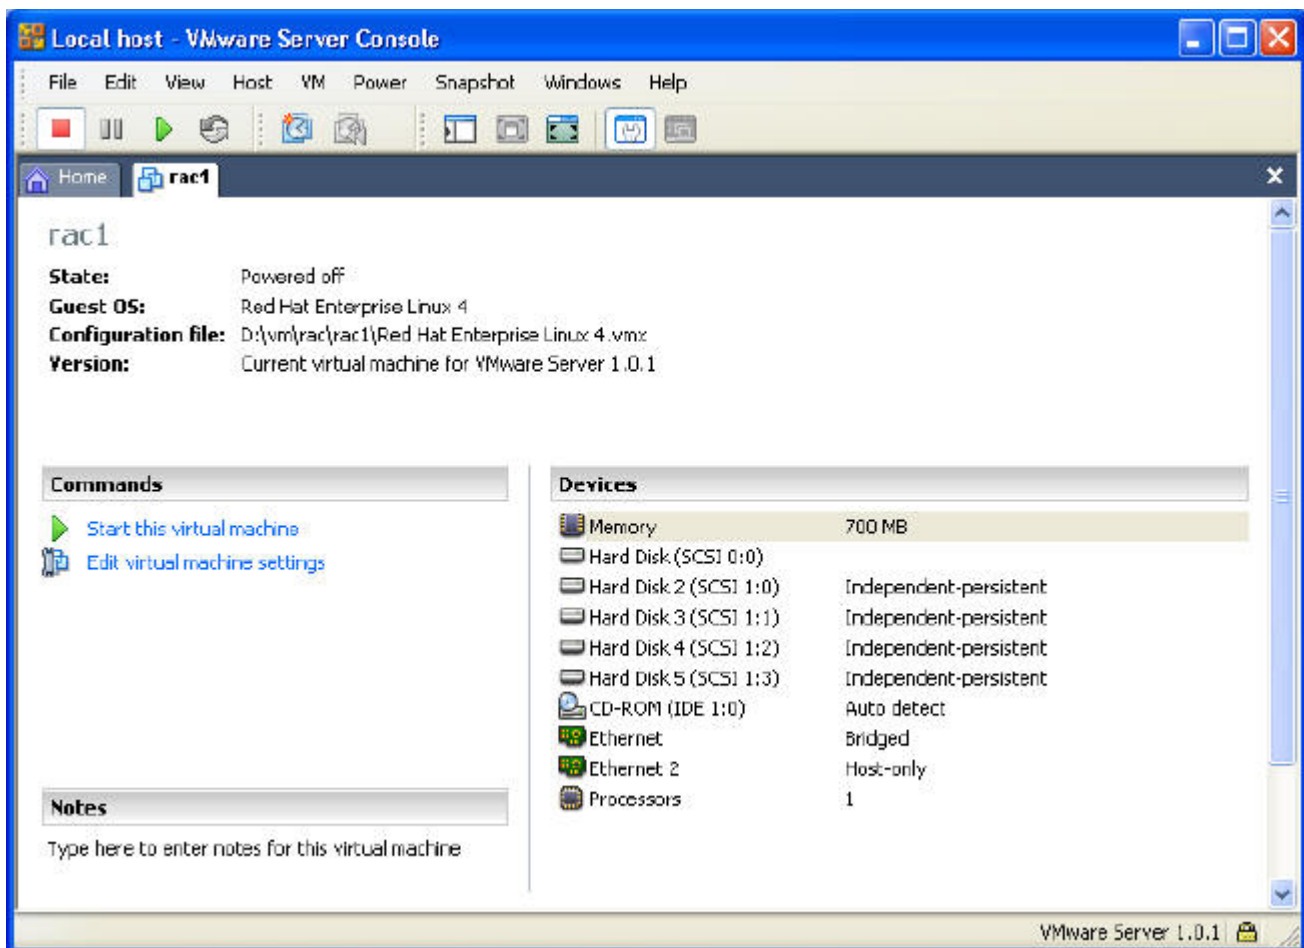 Local host - VMware Server Console
File Edit View Host VM Power Snapshot Windows Help
Home rac1
rac1
State: Powered off
Guest OS: Red Hat Enterprise Linux 4
Configuration file: D:\vm\rac\rac1\Red Hat Enterprise Linux 4.vmx
Version: Current virtual machine for VMware Server 1.0.1
Commands
Start this virtual machine
Edit virtual machine settings
Notes
Type here to enter notes for this virtual machine
Devices
Memory 700 MB
Hard Disk (SCSI 0:0)
Hard Disk 2 (SCSI 1:0) Independent-persistent
Hard Disk 3 (SCSI 1:1) Independent-persistent
Hard Disk 4 (SCSI 1:2) Independent-persistent
Hard Disk 5 (SCSI 1:3) Independent-persistent
CD-ROM (IDE 1:0) Auto detect
Ethernet Bridged
Ethernet 2 Host-only
Processors 1
VMware Server 1.0.1